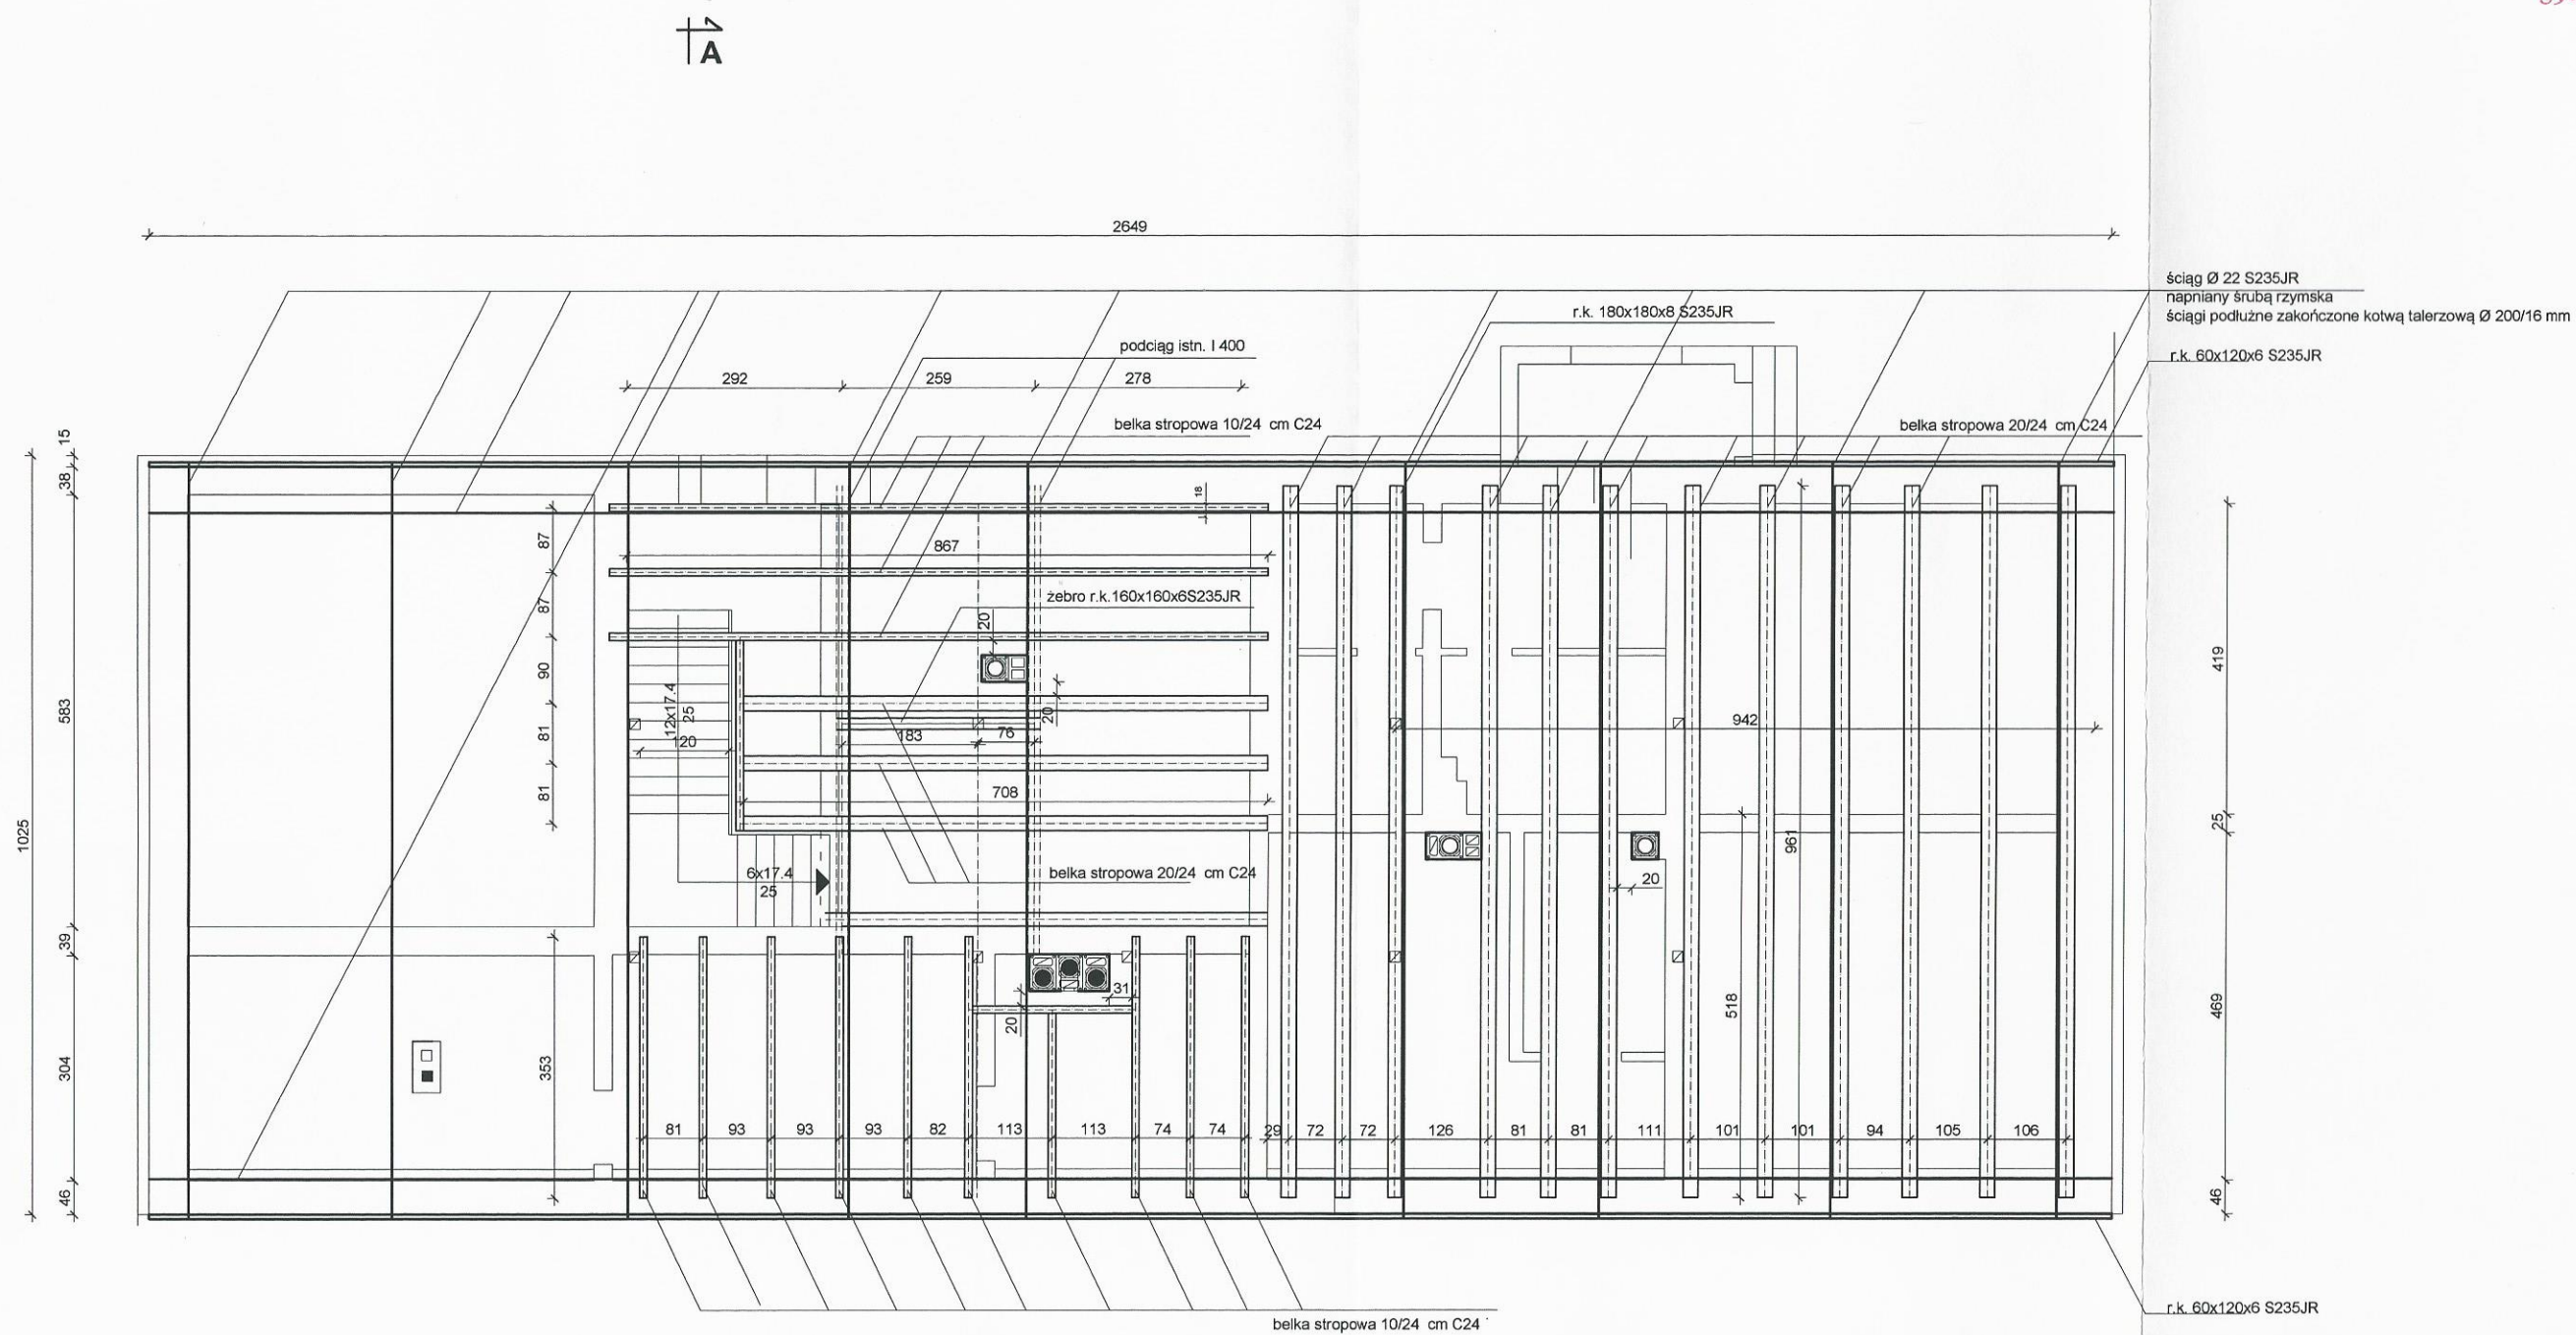 A
2649
ściąg Ø 22 S235JR
napniany śrubą rzymska
ściągi podłużne zakończone kotwą talerzową Ø 200/16 mm
r.k. 180x180x8 S235JR
podciąg istn. I 400
r.k. 60x120x6 S235JR
292 259 278
belka stropowa 10/24 cm C24
belka stropowa 20/24 cm C24
15
38
18
87
867
87
żebro r.k.160x160x6S235JR
20
90
419
12x17.4
25
20
583
81
120
183
76
942
81
708
1025
961
25
6x17.4
25
belka stropowa 20/24 cm C24
20
39
31
518
469
20
304
353
81 93 93 93 82 113 113 74 74 29 72 72 126 81 81 111 101 101 94 105 106
46
46
r.k. 60x120x6 S235JR
belka stropowa 10/24 cm C24